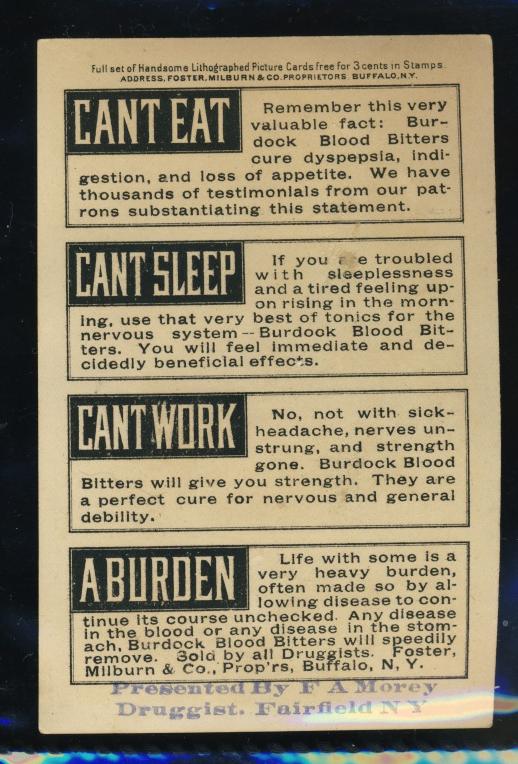 Full set of Handsome Lithographed Picture Cards free for 3 cents in Stamps.
ADDRESS, FOSTER, MILBURN & CO. PROPRIETORS BUFFALO, N.Y.
CANT EAT
Remember this very
valuable fact: Bur-
dock Blood Bitters
cure dyspepsia, indi-
gestion, and loss of appetite. We have
thousands of testimonials from our pat-
rons substantiating this statement.
CANT SLEEP
If you are troubled
with sleeplessness
and a tired feeling up-
on rising in the morn-
ing, use that very best of tonics for the
nervous system--Burdock Blood Bit-
ters. You will feel immediate and de-
cidedly beneficial effects.
CANT WORK
No, not with sick-
headache, nerves un-
strung, and strength
gone. Burdock Blood
Bitters will give you strength. They are
a perfect cure for nervous and general
debility.
A BURDEN
Life with some is a
very heavy burden,
often made so by al-
lowing disease to con-
tinue its course unchecked. Any disease
in the blood or any disease in the stom-
ach, Burdock Blood Bitters will speedily
remove. Sold by all Druggists. Foster,
Milburn & Co., Prop'rs, Buffalo, N, Y.
Presented By F A Morey
Druggist. Fairfield N Y